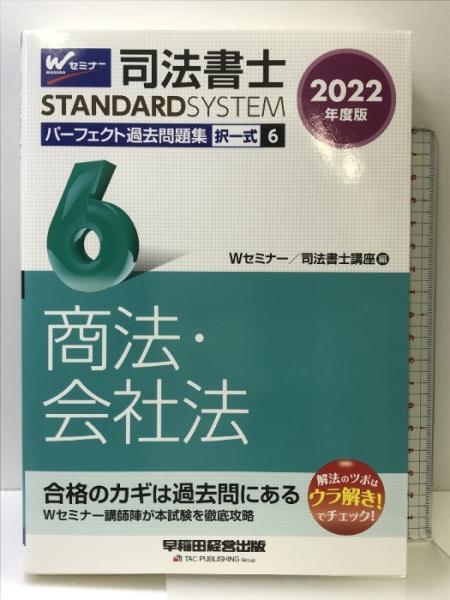 Wセミナー
WASEDA
司法書士
STANDARDSYSTEM
2022
年度版
パーフェクト過去問題集 択一式 6
6
Wセミナー／司法書士講座 編
商法・
会社法
合格のカギは過去問にある
Wセミナー講師陣が本試験を徹底攻略
解法のツボは
ウラ解き!
でチェック!
早稲田経営出版
TAC PUBLISHING Group